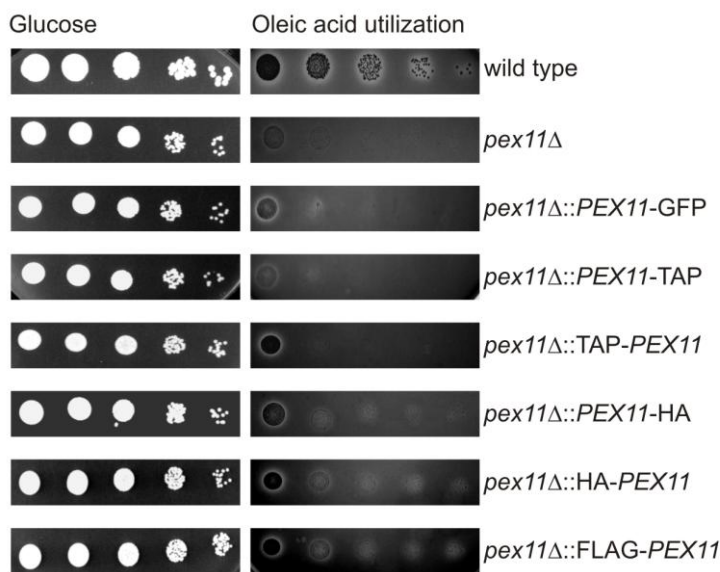 Glucose
Oleic acid utilization
wild type
pex11Δ
pex11Δ::PEX11-GFP
pex11Δ::PEX11-TAP
pex11Δ::TAP-PEX11
pex11Δ::PEX11-HA
pex11Δ::HA-PEX11
pex11Δ::FLAG-PEX11